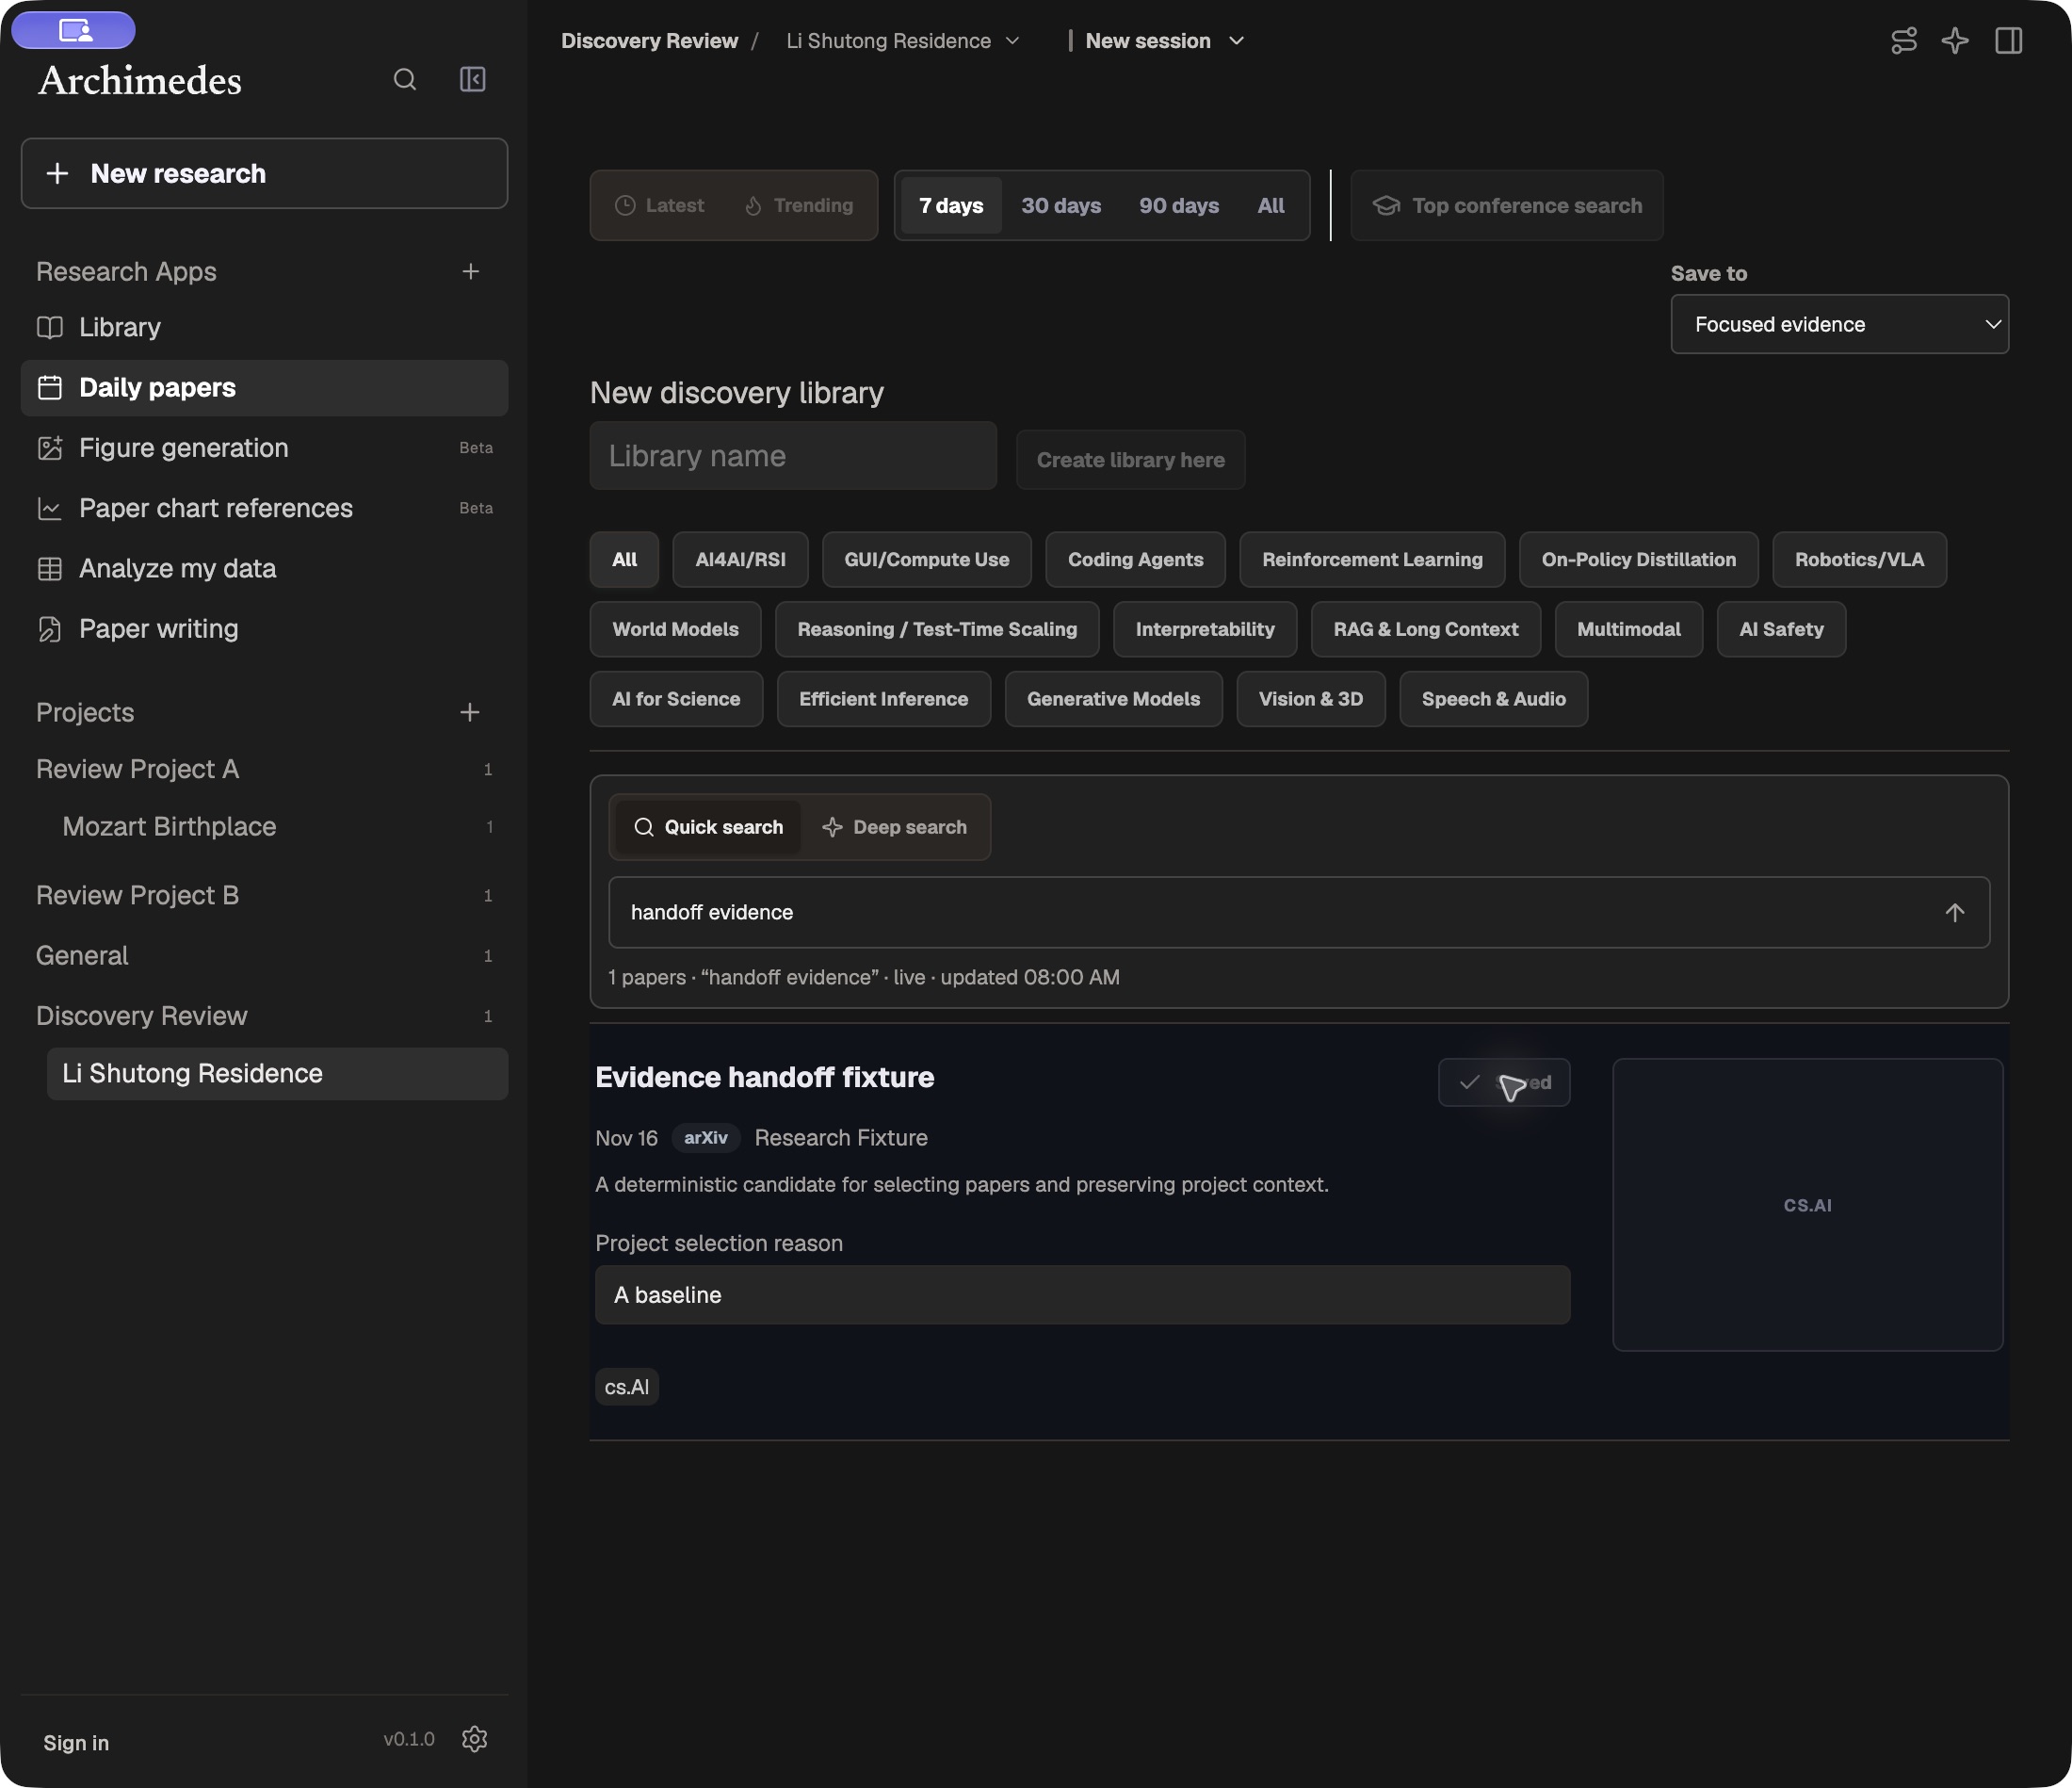 Archimedes
New research
Research Apps
Library
Daily papers
Figure generation Beta
Paper chart references Beta
Analyze my data
Paper writing
Projects
Review Project A 1
Mozart Birthplace 1
Review Project B 1
General 1
Discovery Review 1
Li Shutong Residence
Sign in v0.1.0
Discovery Review / Li Shutong Residence | New session
Latest Trending 7 days 30 days 90 days All Top conference search
Save to
Focused evidence
New discovery library
Library name Create library here
All AI4AI/RSI GUI/Compute Use Coding Agents Reinforcement Learning On-Policy Distillation Robotics/VLA
World Models Reasoning / Test-Time Scaling Interpretability RAG & Long Context Multimodal AI Safety
AI for Science Efficient Inference Generative Models Vision & 3D Speech & Audio
Quick search Deep search
handoff evidence
1 papers · “handoff evidence” · live · updated 08:00 AM
Evidence handoff fixture
Nov 16 arXiv Research Fixture
A deterministic candidate for selecting papers and preserving project context.
Project selection reason
A baseline
cs.AI
CS.AI